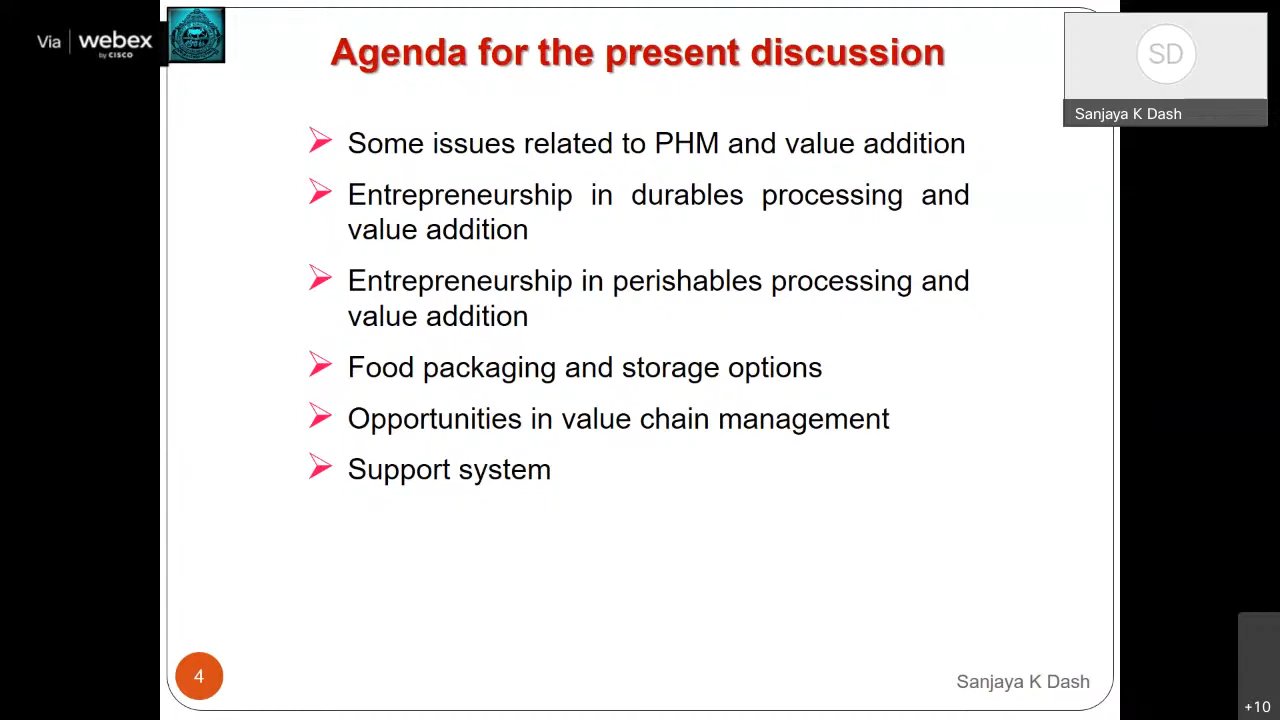 Via webex
by CISCO
Agenda for the present discussion
SD
Sanjaya K Dash
Some issues related to PHM and value addition
Entrepreneurship in durables processing and
value addition
Entrepreneurship in perishables processing and
value addition
Food packaging and storage options
Opportunities in value chain management
Support system
4
Sanjaya K Dash
+10